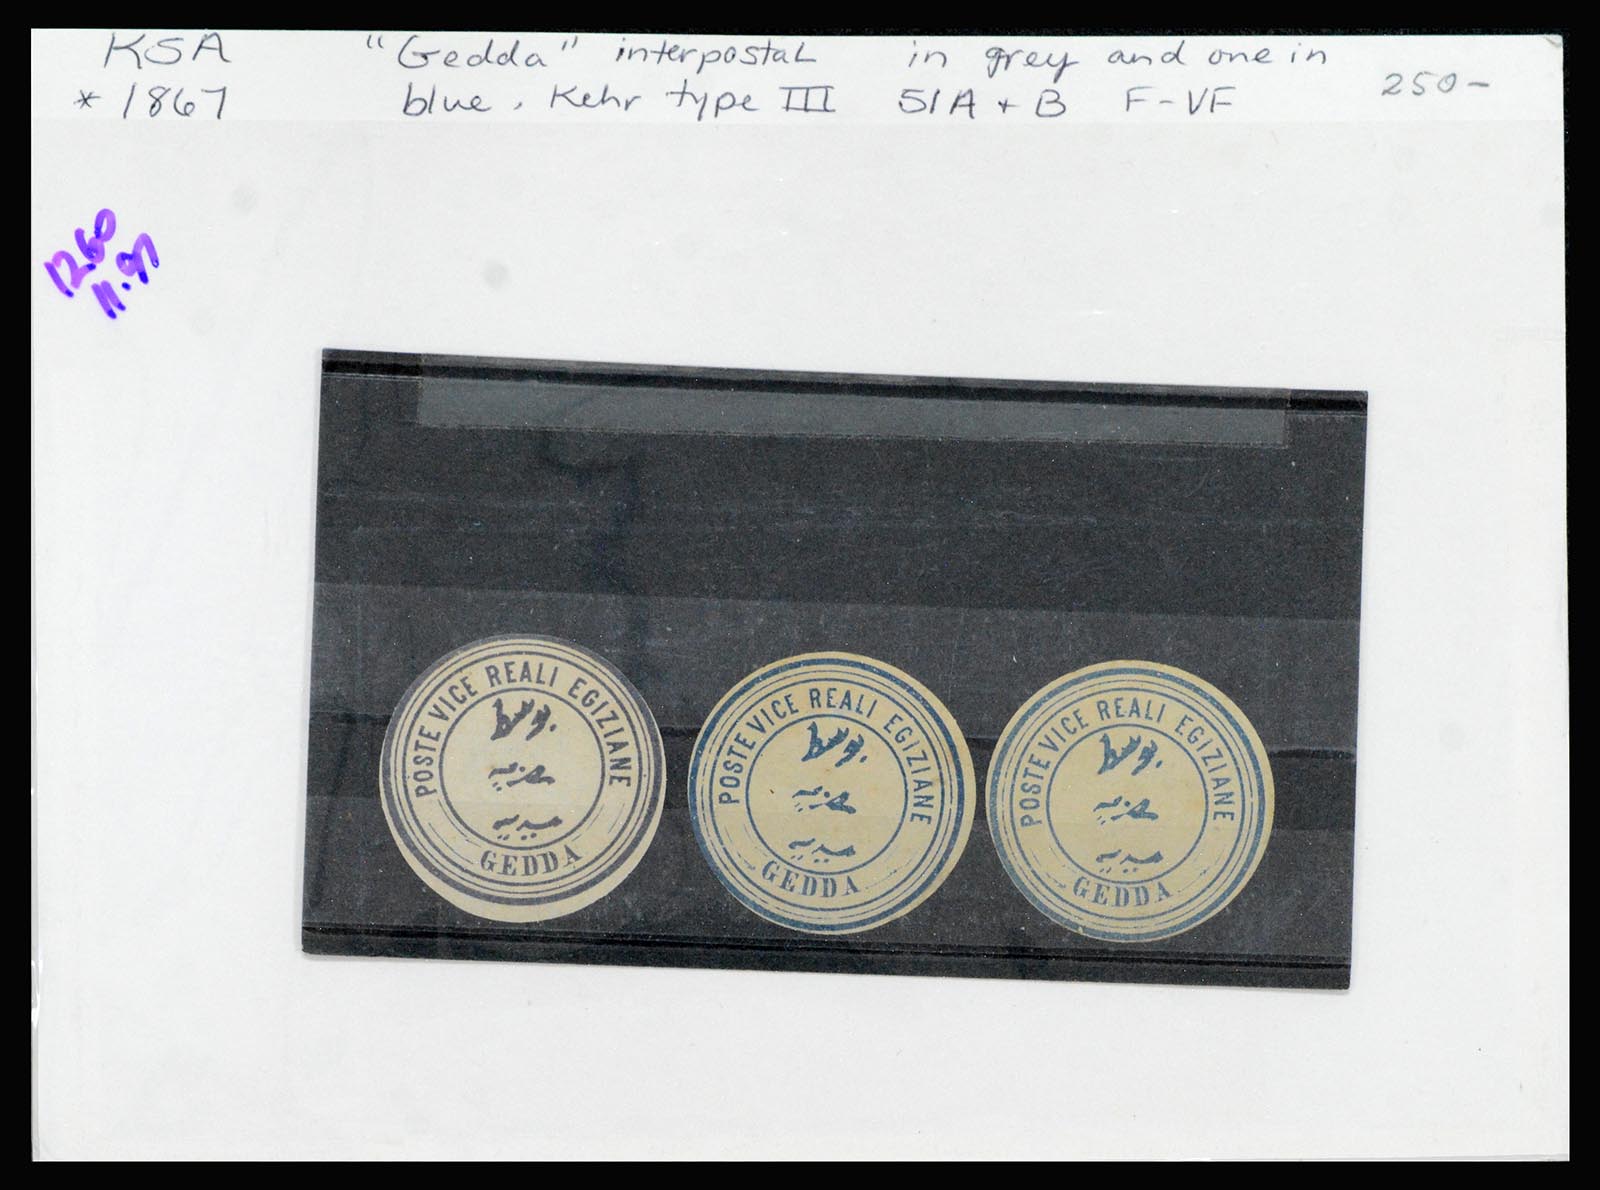 KSA "Gedda" interpostal in grey and one in
* 1867 blue, Kehr type III 51A + B F-VF 250-
1260
11.97
POSTE VICE REALI EGIZIANE
GEDDA
POSTE VICE REALI EGIZIANE
GEDDA
POSTE VICE REALI EGIZIANE
GEDDA